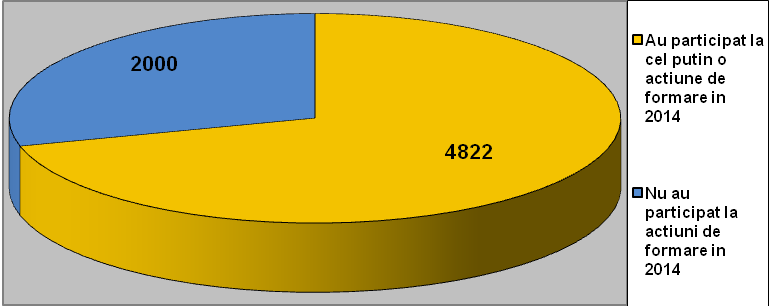 2000
4822
Au participat la
cel putin o
actiune de
formare in
2014
Nu au
participat la
actiuni de
formare in
2014